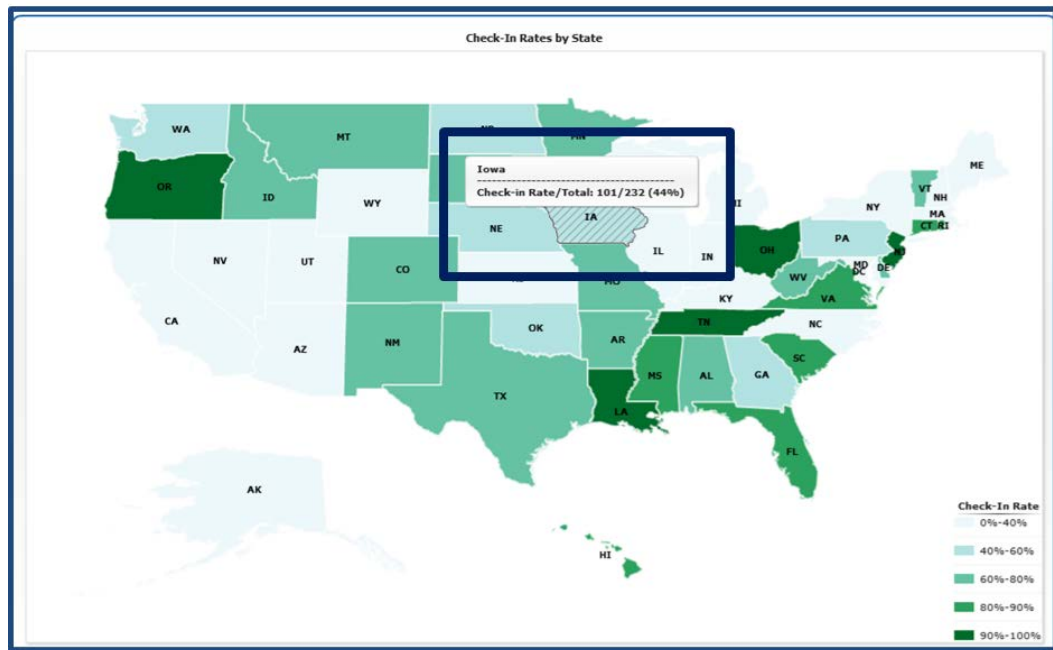 Check-In Rates by State
WA
MT
MN
ME
OR
ID
WY
Iowa
Check-in Rate/Total: 101/232 (44%)
VT
NH
NY
MA
CT RI
IA
NE
PA
NJ
OH
IL
IN
NV
UT
CO
MD
DC
DE
WV
VA
MO
KY
CA
AZ
NM
OK
AR
TN
NC
SC
MS
AL
GA
TX
LA
FL
AK
HI
Check-In Rate
0%-40%
40%-60%
60%-80%
80%-90%
90%-100%